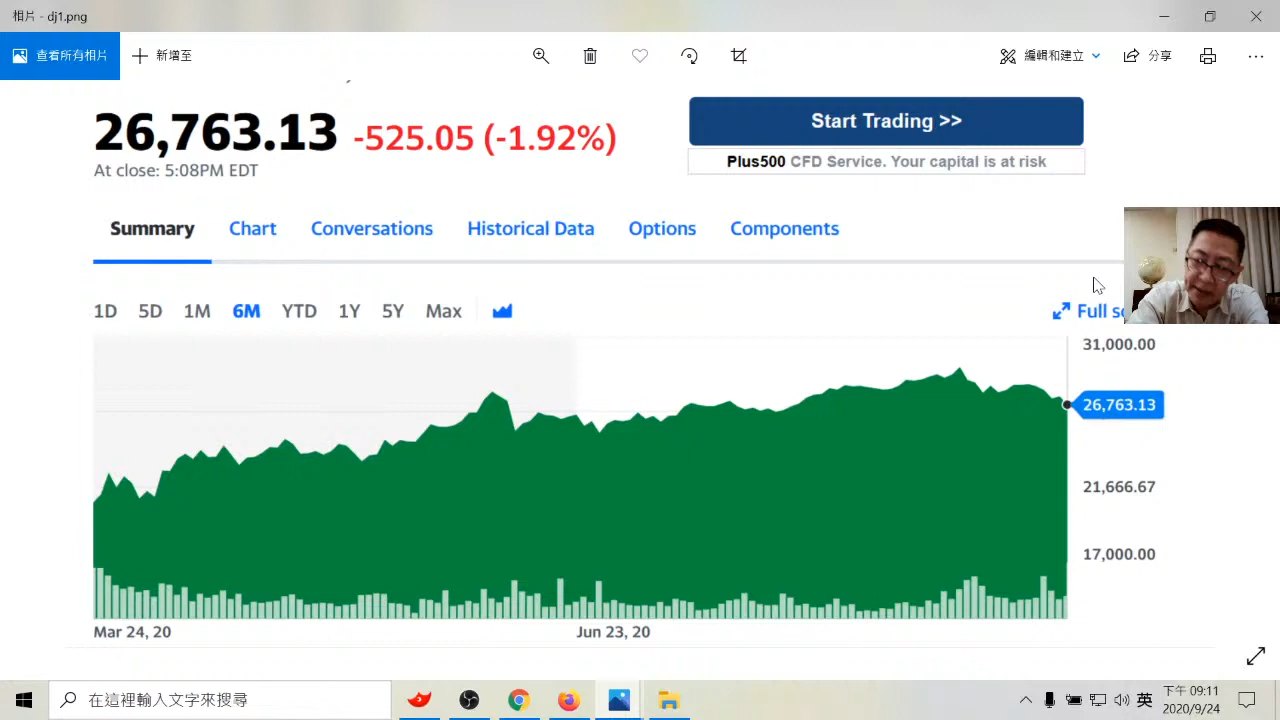 相片 - dj1.png
查看所有相片 新增至 編輯和建立 分享
26,763.13 -525.05 (-1.92%)
At close: 5:08PM EDT
Start Trading >>
Plus500 CFD Service. Your capital is at risk
Summary Chart Conversations Historical Data Options Components
1D 5D 1M 6M YTD 1Y 5Y Max
Full
31,000.00
26,763.13
21,666.67
17,000.00
Mar 24, 20 Jun 23, 20
在這裡輸入文字來搜尋
英 下午 09:11
2020/9/24